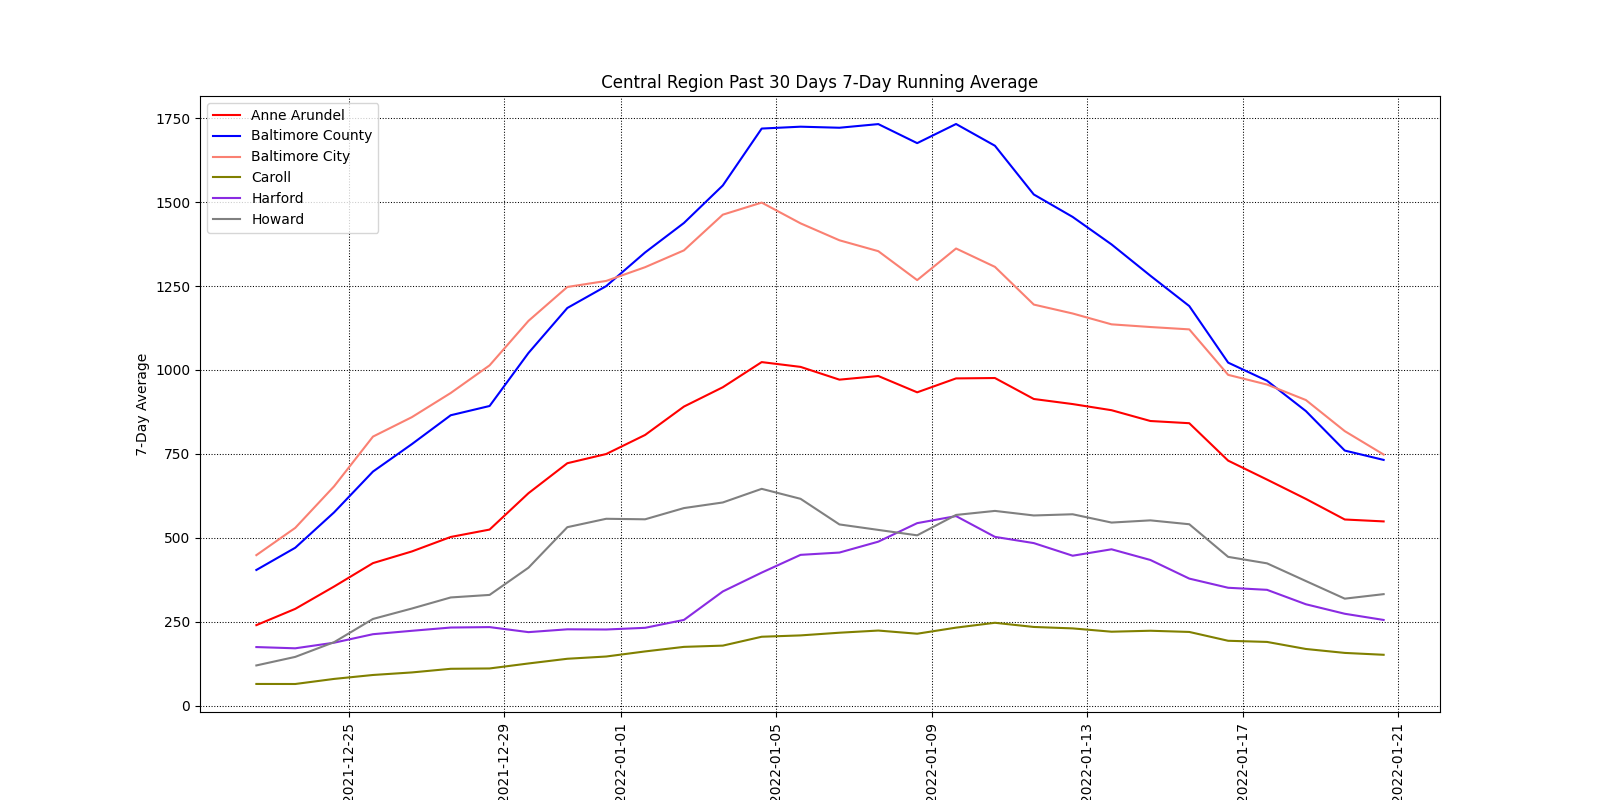 Central Region Past 30 Days 7-Day Running Average
Anne Arundel
Baltimore County
Baltimore City
Caroll
Harford
Howard
7-Day Average
1750
1500
1250
1000
750
500
250
0
2021-12-25
2021-12-29
2022-01-01
2022-01-05
2022-01-09
2022-01-13
2022-01-17
2022-01-21